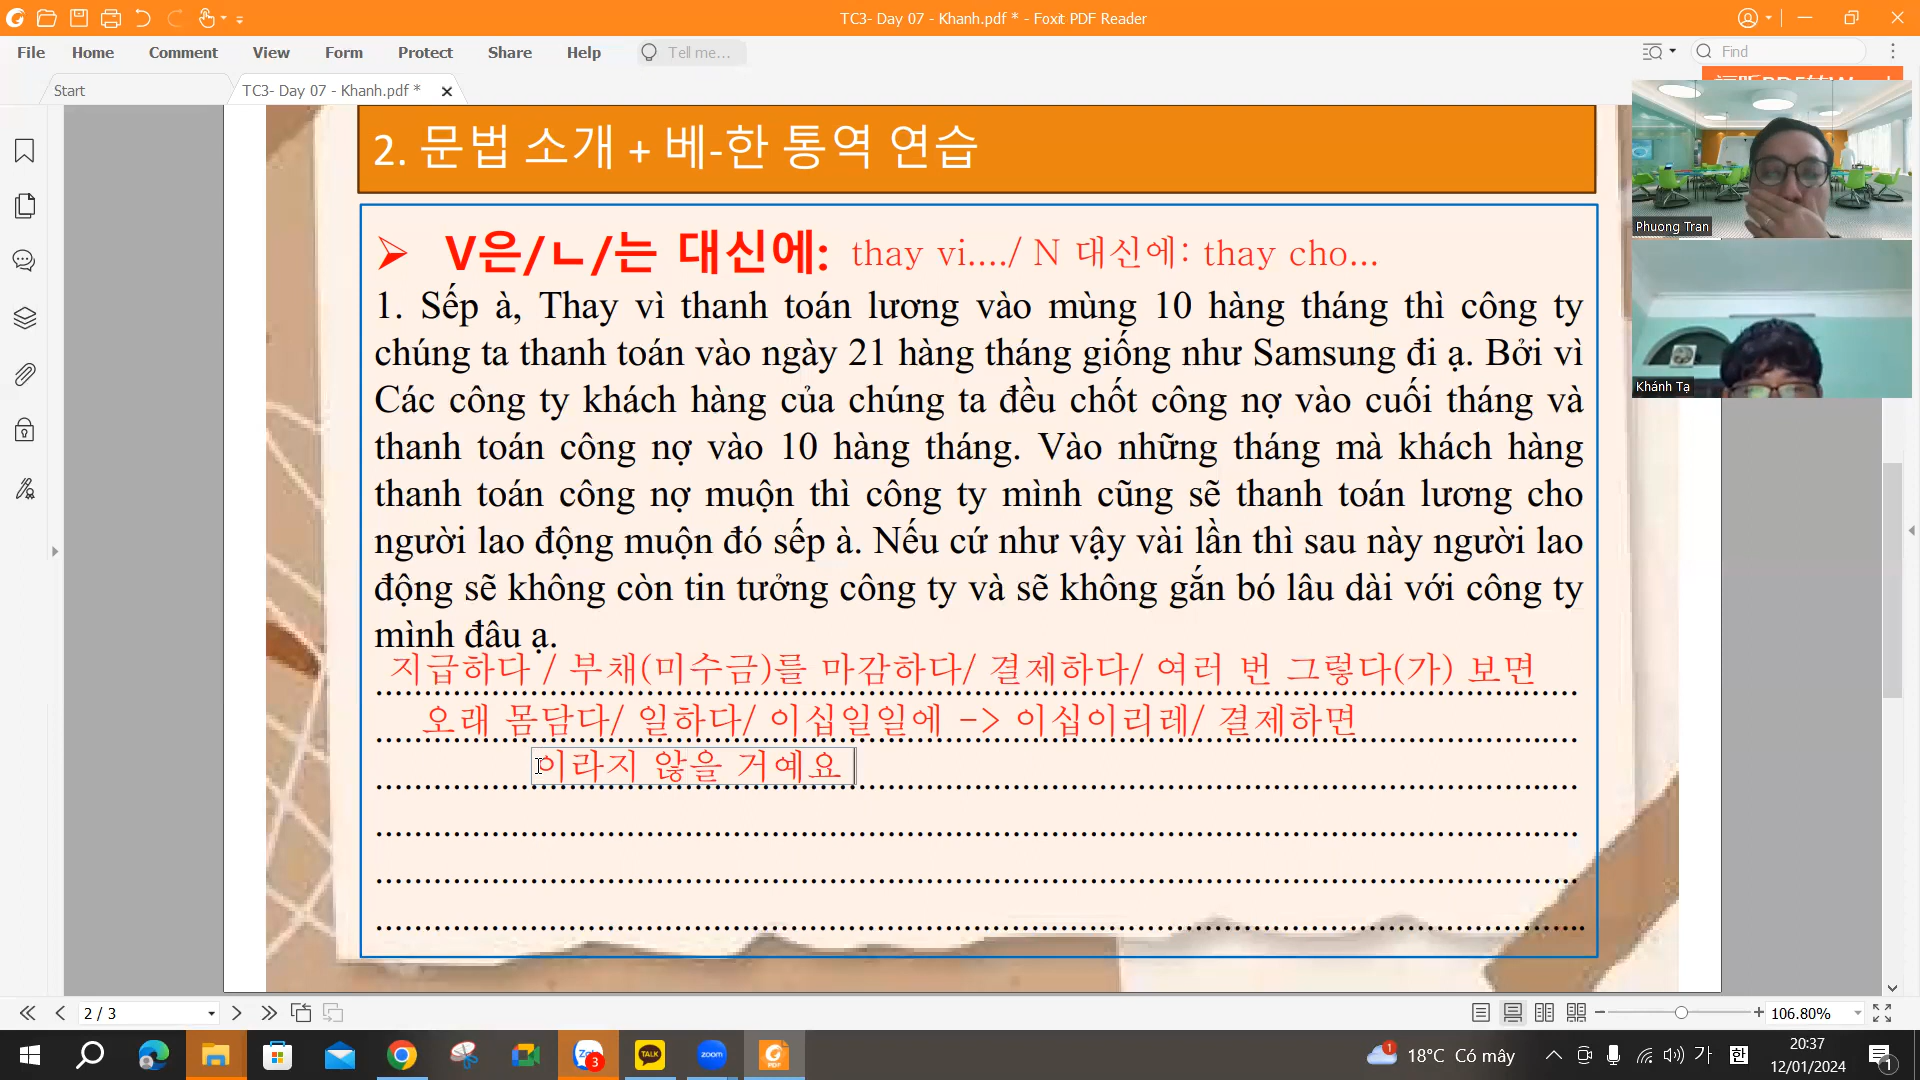 TC3- Day 07 - Khanh.pdf * - Foxit PDF Reader
File Home Comment View Form Protect Share Help Tell me... Find
Start TC3- Day 07 - Khanh.pdf *
2. 문법 소개 + 베-한 통역 연습
V은/ㄴ/는 대신에: thay vi..../ N 대신에: thay cho...
1. Sếp à, Thay vì thanh toán lương vào mùng 10 hàng tháng thì công ty
chúng ta thanh toán vào ngày 21 hàng tháng giống như Samsung đi ạ. Bởi vì
Các công ty khách hàng của chúng ta đều chốt công nợ vào cuối tháng và
thanh toán công nợ vào 10 hàng tháng. Vào những tháng mà khách hàng
thanh toán công nợ muộn thì công ty mình cũng sẽ thanh toán lương cho
người lao động muộn đó sếp à. Nếu cứ như vậy vài lần thì sau này người lao
động sẽ không còn tin tưởng công ty và sẽ không gắn bó lâu dài với công ty
mình đâu ạ.
지급하다 / 부채(미수금)를 마감하다/ 결제하다/ 여러 번 그렇다(가) 보면
오래 몸담다/ 일하다/ 이십일일에 -> 이십이리레/ 결제하면
이라지 않을 거예요
Phuong Tran
Khánh Tạ
2 / 3
106.80%
Zalo 3
TALK
zoom
PDF
1
18°C Có mây
가 한
20:37
12/01/2024
1